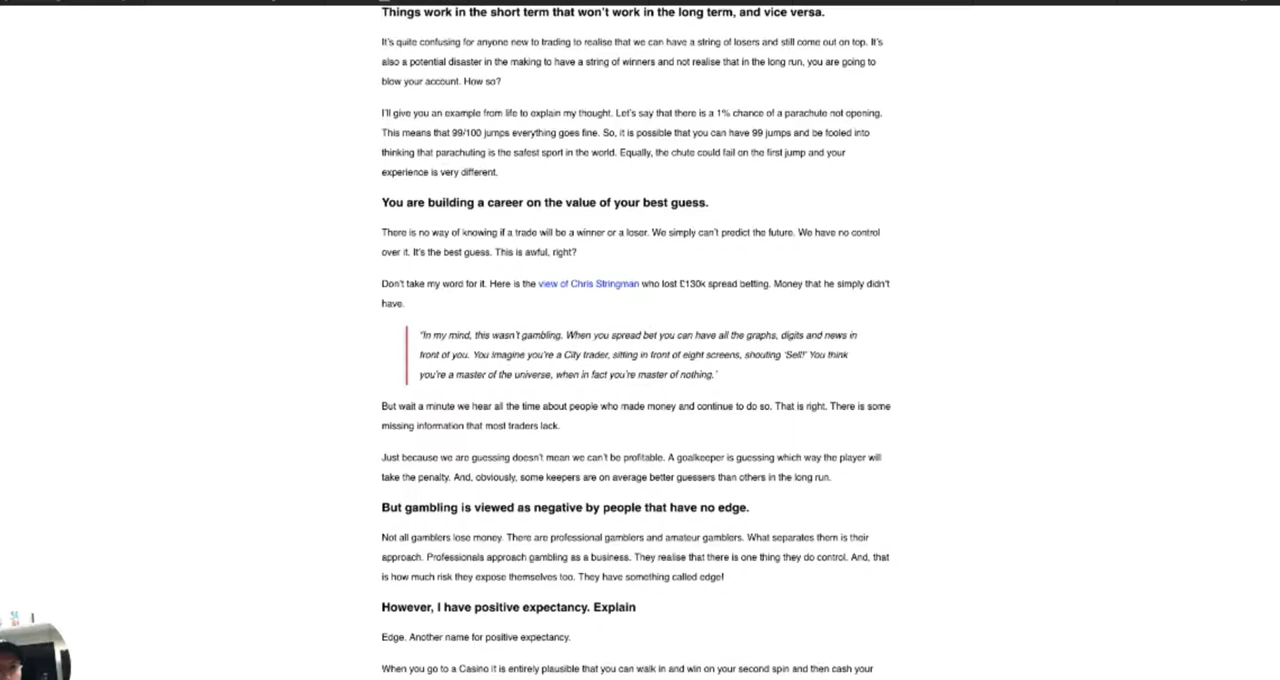 Things work in the short term that won't work in the long term, and vice versa.
It's quite confusing for anyone new to trading to realise that we can have a string of losers and still come out on top. It's
also a potential disaster in the making to have a string of winners and not realise that in the long run, you are going to
blow your account. How so?
I'll give you an example from life to explain my thought. Let's say that there is a 1% chance of a parachute not opening.
This means that 99/100 jumps everything goes fine. So, it is possible that you can have 99 jumps and be fooled into
thinking that parachuting is the safest sport in the world. Equally, the chute could fail on the first jump and your
experience is very different.
You are building a career on the value of your best guess.
There is no way of knowing if a trade will be a winner or a loser. We simply can't predict the future. We have no control
over it. It's the best guess. This is awful, right?
Don't take my word for it. Here is the view of Chris Stringman who lost £130k spread betting. Money that he simply didn't
have.
'In my mind, this wasn't gambling. When you spread bet you can have all the graphs, digits and news in
front of you. You imagine you're a City trader, sitting in front of eight screens, shouting 'Sell!' You think
you're a master of the universe, when in fact you're master of nothing.'
But wait a minute we hear all the time about people who made money and continue to do so. That is right. There is some
missing information that most traders lack.
Just because we are guessing doesn't mean we can't be profitable. A goalkeeper is guessing which way the player will
take the penalty. And, obviously, some keepers are on average better guessers than others in the long run.
But gambling is viewed as negative by people that have no edge.
Not all gamblers lose money. There are professional gamblers and amateur gamblers. What separates them is their
approach. Professionals approach gambling as a business. They realise that there is one thing they do control. And, that
is how much risk they expose themselves too. They have something called edge!
However, I have positive expectancy. Explain
Edge. Another name for positive expectancy.
When you go to a Casino it is entirely plausible that you can walk in and win on your second spin and then cash your